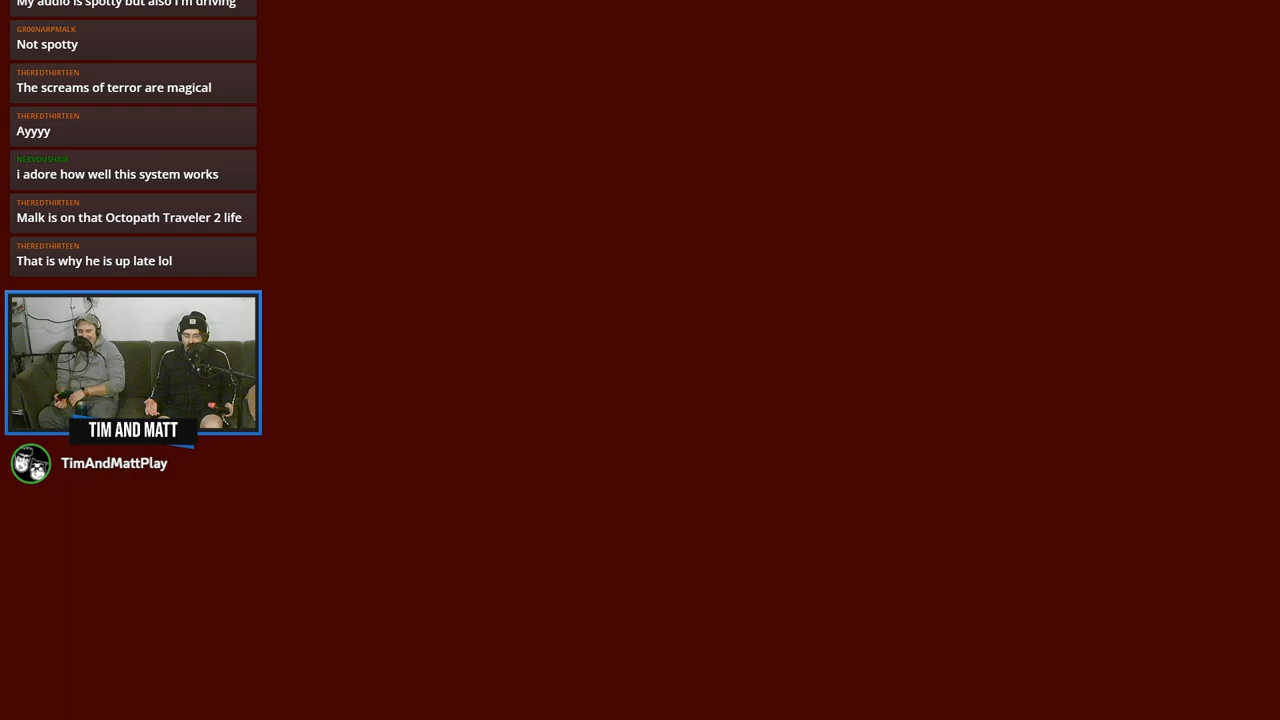 My audio is spotty but also I'm driving
GR00NARPMALK
Not spotty
THEREDTHIRTEEN
The screams of terror are magical
THEREDTHIRTEEN
Ayyyy
NERVOUSHAIR
i adore how well this system works
THEREDTHIRTEEN
Malk is on that Octopath Traveler 2 life
THEREDTHIRTEEN
That is why he is up late lol
TIM AND MATT
TimAndMattPlay